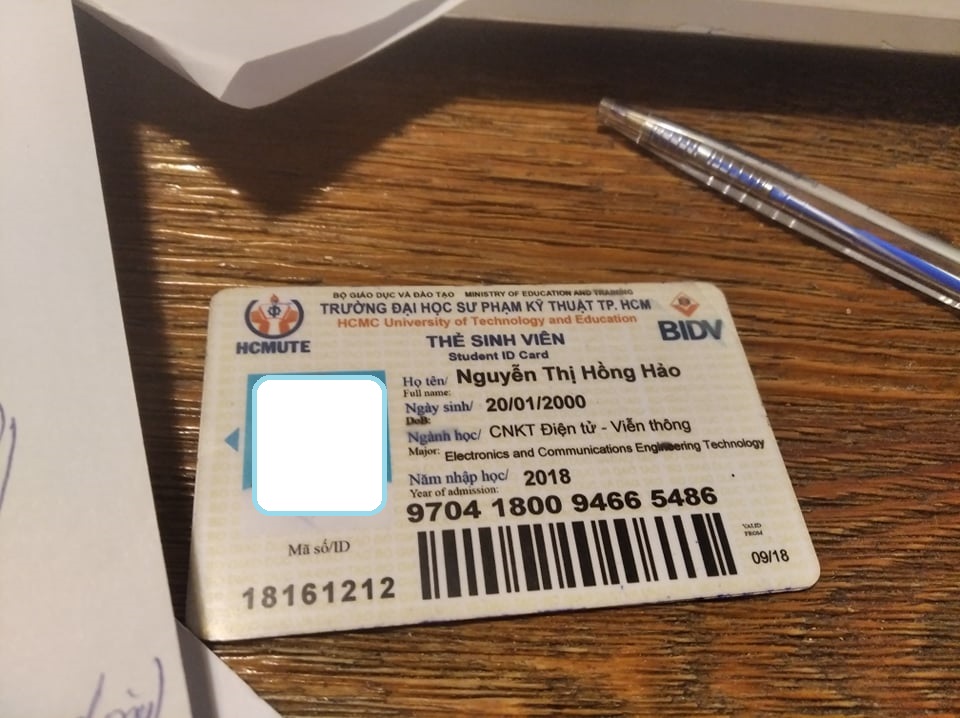 BỘ GIÁO DỤC VÀ ĐÀO TẠO MINISTRY OF EDUCATION AND TRAINING
TRƯỜNG ĐẠI HỌC SƯ PHẠM KỸ THUẬT TP. HCM
HCMC University of Technology and Education
HCMUTE
BIDV
THẺ SINH VIÊN
Student ID Card
Họ tên/ Nguyễn Thị Hồng Hảo
Full name:
Ngày sinh/ 20/01/2000
DoB:
Ngành học/ CNKT Điện tử - Viễn thông
Major: Electronics and Communications Engineering Technology
Năm nhập học/ 2018
Year of admission:
9704 1800 9466 5486
Mã số/ID
18161212
VALID
FROM
09/18